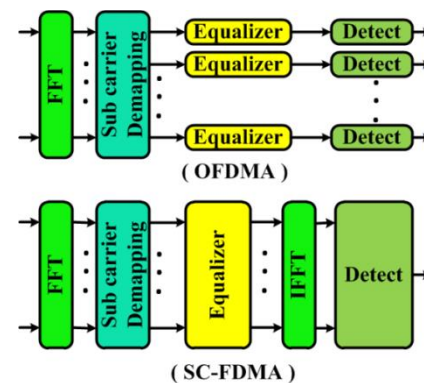 FFT
Sub carrier
Demapping
Equalizer
Detect
Equalizer
Detect
Equalizer
Detect
( OFDMA )
FFT
Sub carrier
Demapping
Equalizer
IFFT
Detect
( SC-FDMA )